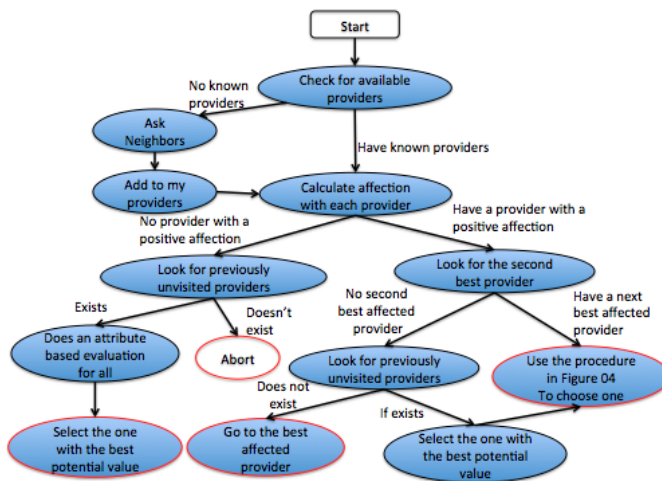 Start
Check for available
providers
No known
providers
Ask
Neighbors
Have known providers
Add to my
providers
Calculate affection
with each provider
No provider with a
positive affection
Have a provider with a
positive affection
Look for previously
unvisited providers
Look for the second
best provider
Exists
Doesn't
exist
No second
best affected
provider
Have a next
best affected
provider
Does an attribute
based evaluation
for all
Abort
Look for previously
unvisited providers
Use the procedure
in Figure 04
To choose one
Does not
exist
If exists
Select the one
with the best
potential value
Go to the best
affected
provider
Select the one with
the best potential
value